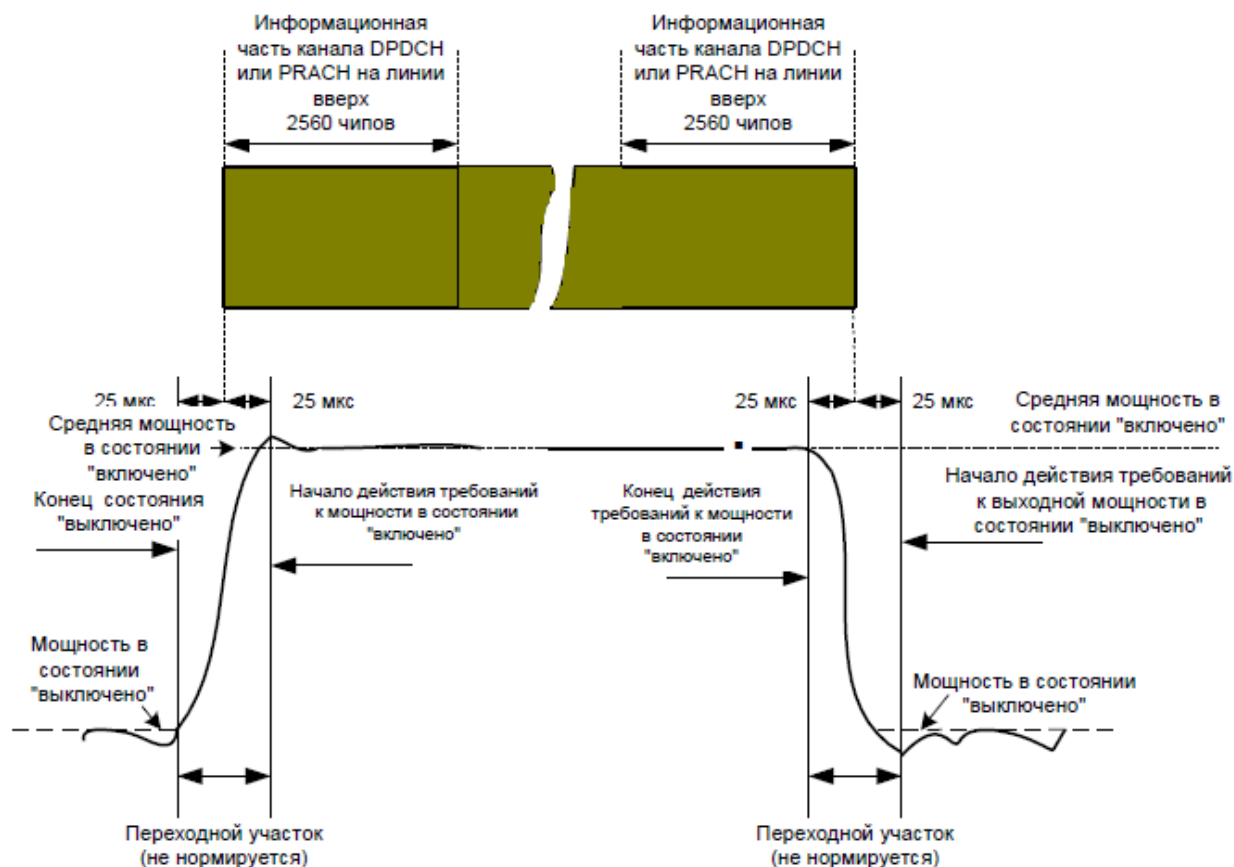 Информационная
часть канала DPDCH
или PRACH на линии
вверх
2560 чипов
Информационная
часть канала DPDCH
или PRACH на линии
вверх
2560 чипов
25 мкс
25 мкс
25 мкс
25 мкс
Средняя мощность
в состоянии
"включено"
Средняя мощность в
состоянии "включено"
Конец состояния
"выключено"
Начало действия требований
к мощности в состоянии
"включено"
Конец действия
требований к мощности
в состоянии
"включено"
Начало действия требований
к выходной мощности в
состоянии "выключено"
Мощность в
состоянии
"выключено"
Мощность в состоянии
"выключено"
Переходной участок
(не нормируется)
Переходной участок
(не нормируется)